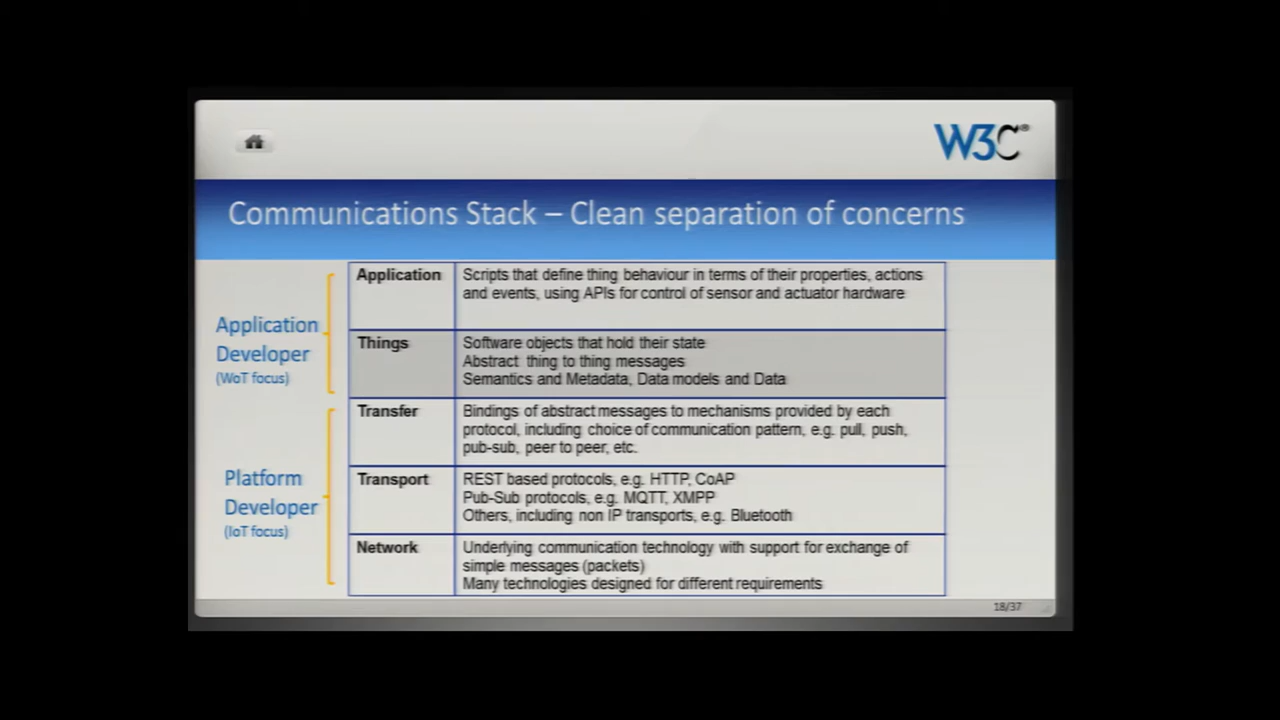 W3C®
Communications Stack – Clean separation of concerns
Application
Developer
(WoT focus)
Platform
Developer
(IoT focus)
Application
Scripts that define thing behaviour in terms of their properties, actions
and events, using APIs for control of sensor and actuator hardware
Things
Software objects that hold their state
Abstract thing to thing messages
Semantics and Metadata, Data models and Data
Transfer
Bindings of abstract messages to mechanisms provided by each
protocol, including choice of communication pattern, e.g. pull, push,
pub-sub, peer to peer, etc.
Transport
REST based protocols, e.g. HTTP, CoAP
Pub-Sub protocols, e.g. MQTT, XMPP
Others, including non IP transports, e.g. Bluetooth
Network
Underlying communication technology with support for exchange of
simple messages (packets)
Many technologies designed for different requirements
18/37